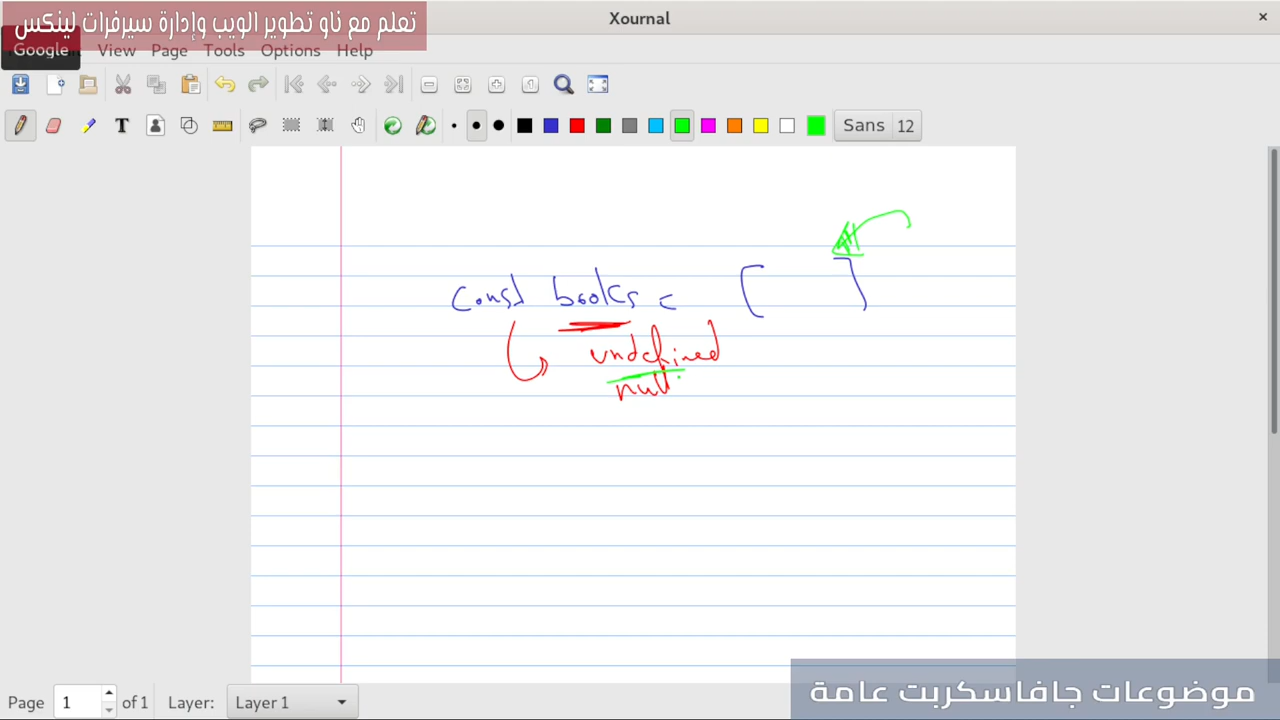 Xournal
تعلم مع ناو تطوير الويب وإدارة سيرفرات لينكس
Google
View Page Tools Options Help
Sans 12
const books = [ ]
undefined
null
Page 1 of 1 Layer: Layer 1
موضوعات جافاسكربت عامة